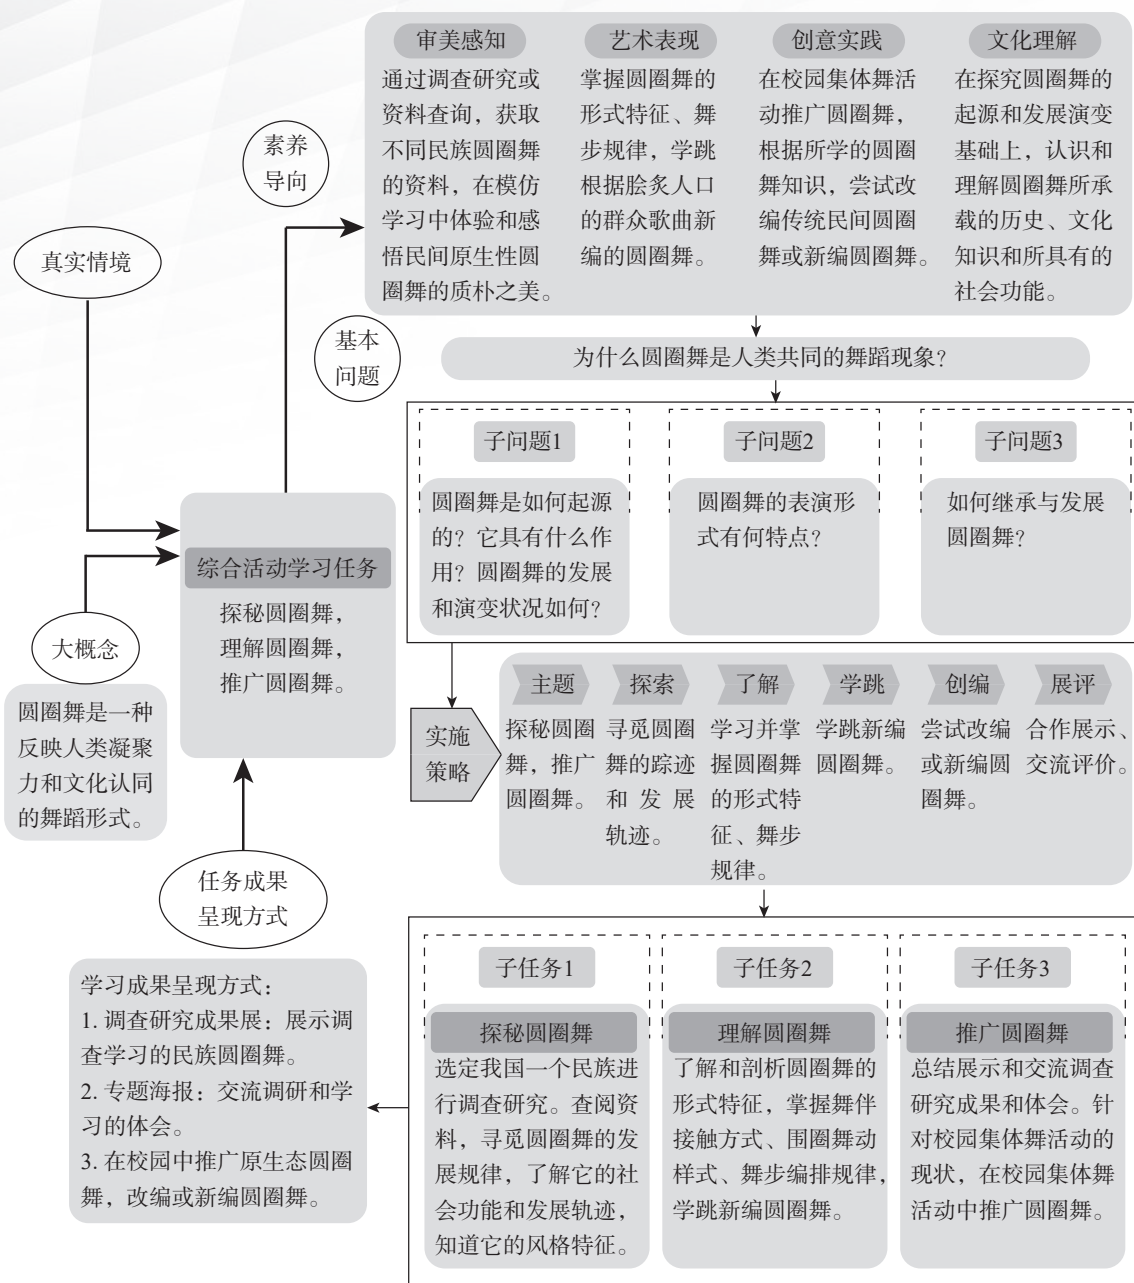 审美感知
通过调查研究或
资料查询，获取
不同民族圆圈舞
的资料，在模仿
学习中体验和感
悟民间原生性圆
圈舞的质朴之美。
艺术表现
掌握圆圈舞的
形式特征、舞
步规律，学跳
根据脍炙人口
的群众歌曲新
编的圆圈舞。
创意实践
在校园集体舞活
动推广圆圈舞，
根据所学的圆圈
舞知识，尝试改
编传统民间圆圈
舞或新编圆圈舞。
文化理解
在探究圆圈舞的
起源和发展演变
基础上，认识和
理解圆圈舞所承
载的历史、文化
知识和所具有的
社会功能。
素养
导向
真实情境
基本
问题
为什么圆圈舞是人类共同的舞蹈现象？
子问题1
圆圈舞是如何起源
的？它具有什么作
用？圆圈舞的发展
和演变状况如何？
子问题2
圆圈舞的表演形
式有何特点？
子问题3
如何继承与发展
圆圈舞？
综合活动学习任务
探秘圆圈舞，
理解圆圈舞，
推广圆圈舞。
大概念
圆圈舞是一种
反映人类凝聚
力和文化认同
的舞蹈形式。
实施
策略
主题
探秘圆圈
舞，推广
圆圈舞。
探索
寻觅圆圈
舞的踪迹
和发展
轨迹。
了解
学习并掌
握圆圈舞
的形式特
征、舞步
规律。
学跳
学跳新编
圆圈舞。
创编
尝试改编
或新编圆
圈舞。
展评
合作展示、
交流评价。
任务成果
呈现方式
学习成果呈现方式：
1. 调查研究成果展：展示调
查学习的民族圆圈舞。
2. 专题海报：交流调研和学
习的体会。
3. 在校园中推广原生态圆圈
舞，改编或新编圆圈舞。
子任务1
探秘圆圈舞
选定我国一个民族进
行调查研究。查阅资
料，寻觅圆圈舞的发
展规律，了解它的社
会功能和发展轨迹，
知道它的风格特征。
子任务2
理解圆圈舞
了解和剖析圆圈舞的
形式特征，掌握舞伴
接触方式、围圈舞动
样式、舞步编排规律，
学跳新编圆圈舞。
子任务3
推广圆圈舞
总结展示和交流调查
研究成果和体会。针
对校园集体舞活动的
现状，在校园集体舞
活动中推广圆圈舞。